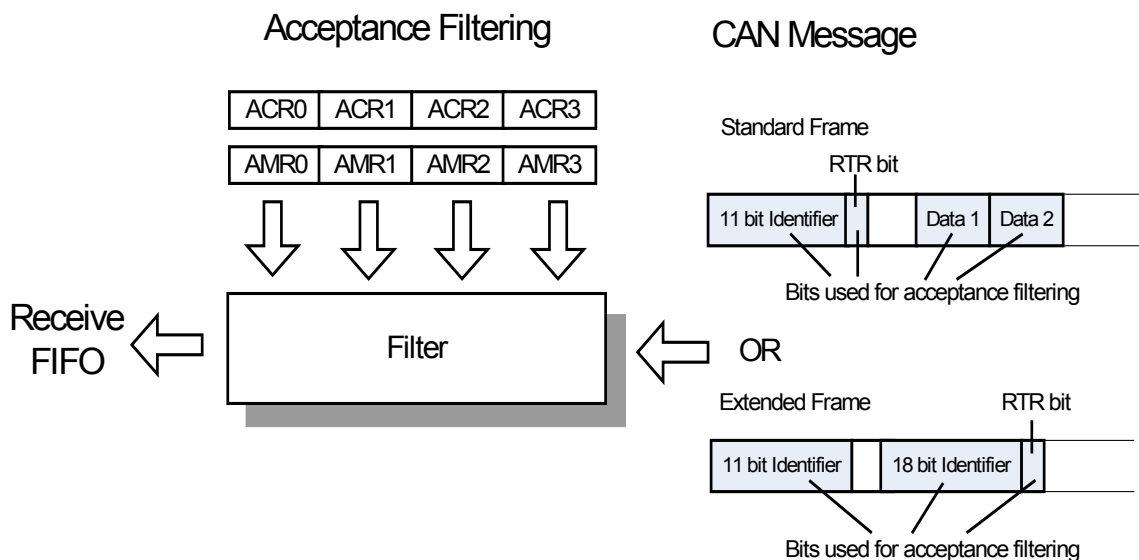 Acceptance Filtering
CAN Message
ACR0 ACR1 ACR2 ACR3
AMR0 AMR1 AMR2 AMR3
Standard Frame
RTR bit
11 bit Identifier Data 1 Data 2
Bits used for acceptance filtering
Receive
FIFO
Filter
OR
Extended Frame RTR bit
11 bit Identifier 18 bit Identifier
Bits used for acceptance filtering